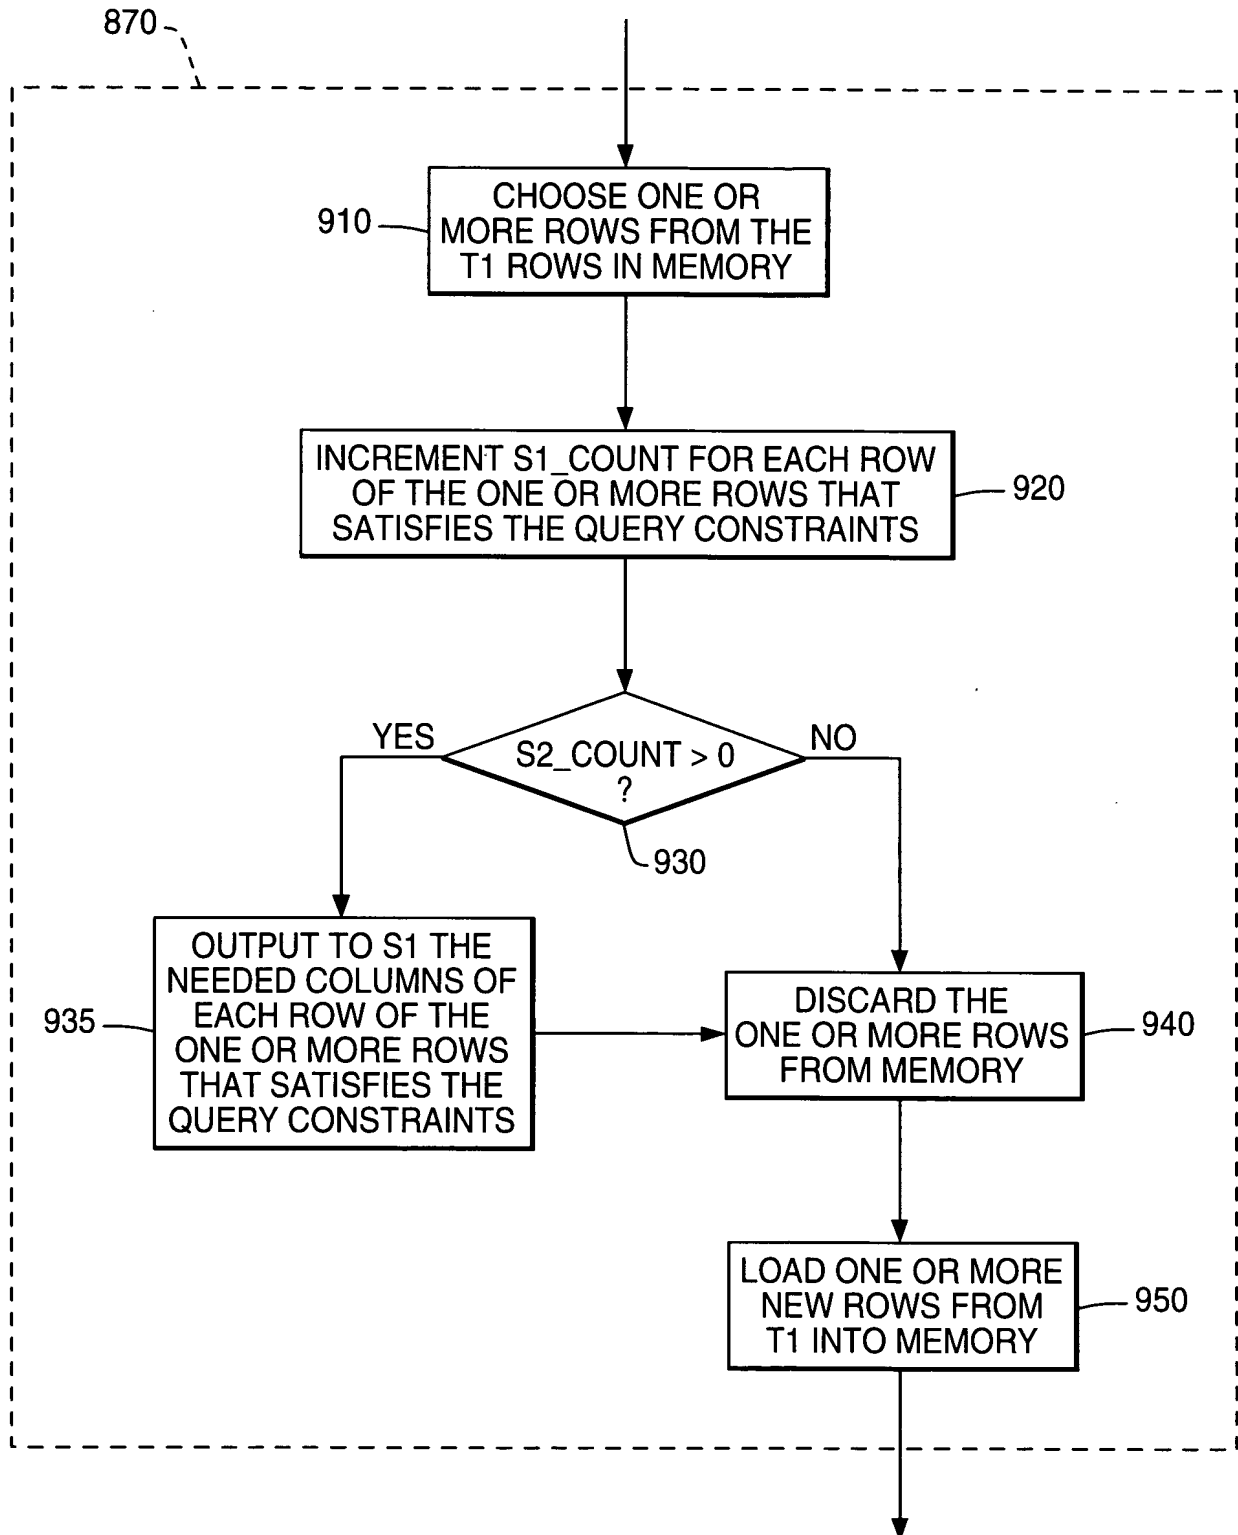 870
CHOOSE ONE OR
MORE ROWS FROM THE
T1 ROWS IN MEMORY
910
INCREMENT S1_COUNT FOR EACH ROW
OF THE ONE OR MORE ROWS THAT
SATISFIES THE QUERY CONSTRAINTS
920
YES
S2_COUNT > 0
?
NO
930
OUTPUT TO S1 THE
NEEDED COLUMNS OF
EACH ROW OF THE
ONE OR MORE ROWS
THAT SATISFIES THE
QUERY CONSTRAINTS
935
DISCARD THE
ONE OR MORE ROWS
FROM MEMORY
940
LOAD ONE OR MORE
NEW ROWS FROM
T1 INTO MEMORY
950